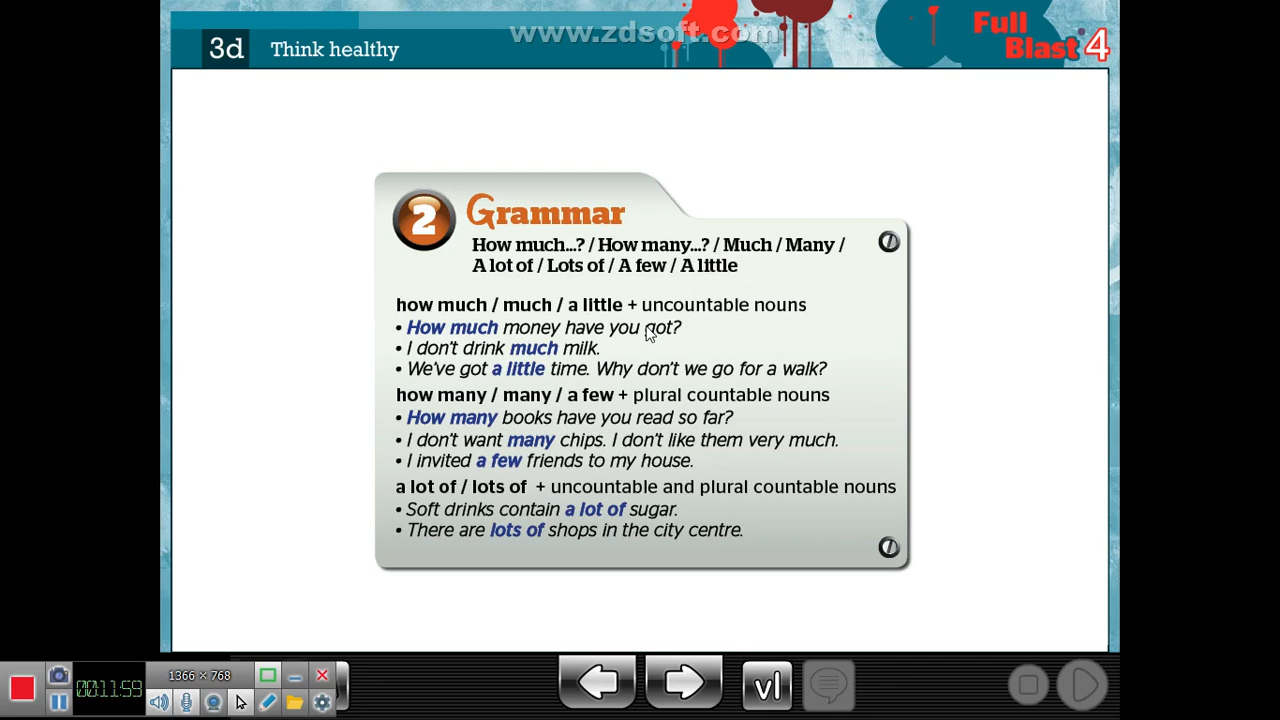 www.zdsoft.com
3d Think healthy
Full
Blast 4
2 Grammar
How much...? / How many...? / Much / Many /
A lot of / Lots of / A few / A little
how much / much / a little + uncountable nouns
• How much money have you got?
• I don't drink much milk.
• We've got a little time. Why don't we go for a walk?
how many / many / a few + plural countable nouns
• How many books have you read so far?
• I don't want many chips. I don't like them very much.
• I invited a few friends to my house.
a lot of / lots of + uncountable and plural countable nouns
• Soft drinks contain a lot of sugar.
• There are lots of shops in the city centre.
1366 × 768
00:11:59
vl